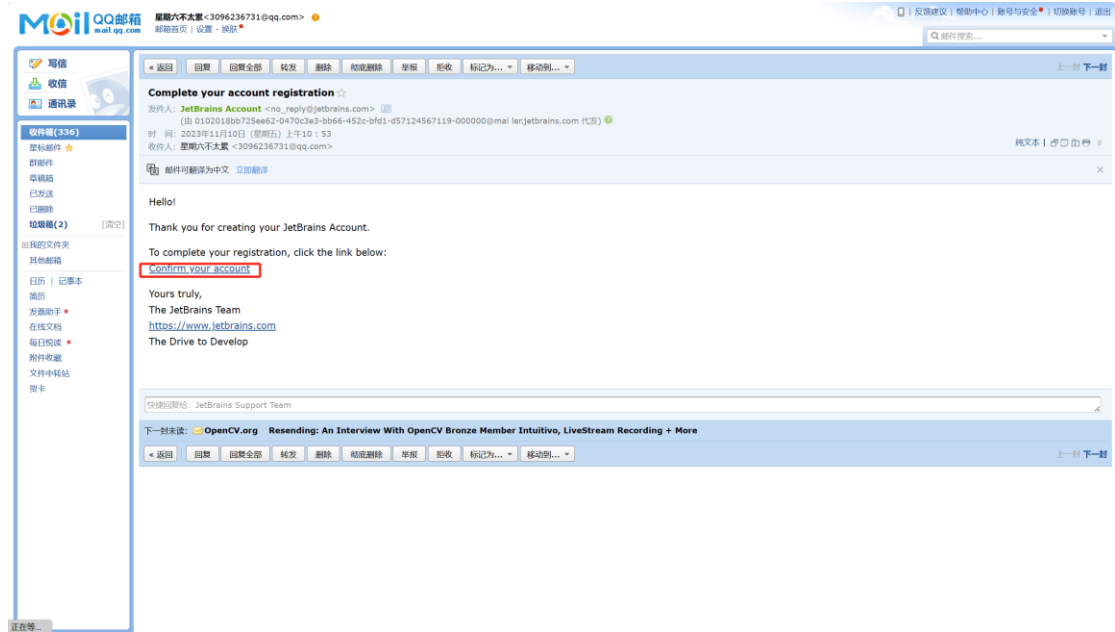 MOil QQ邮箱 mail.qq.com
星期六不太累<3096236731@qq.com>
邮箱首页 | 设置 - 换肤
反馈建议 | 帮助中心 | 账号与安全 | 切换账号 | 退出
邮件搜索...
写信
收信
通讯录
收件箱(336)
星标邮件
群邮件
草稿箱
已发送
已删除
垃圾箱(2) [清空]
我的文件夹
其他邮箱
日历 | 记事本
简历
发票助手
在线文档
每日悦读
附件收藏
文件中转站
贺卡
« 返回 回复 回复全部 转发 删除 彻底删除 举报 拒收 标记为... 移动到... 上一封 下一封
Complete your account registration
发件人: JetBrains Account <no_reply@jetbrains.com>
(由 0102018bb725ee62-0470c3e3-bb66-452c-bfd1-d57124567119-000000@mai ler.jetbrains.com 代发)
时 间: 2023年11月10日 (星期五) 上午10 : 53
收件人: 星期六不太累 <3096236731@qq.com>
纯文本 |
邮件可翻译为中文 立即翻译
Hello!
Thank you for creating your JetBrains Account.
To complete your registration, click the link below:
Confirm your account
Yours truly,
The JetBrains Team
https://www.jetbrains.com
The Drive to Develop
快捷回复给: JetBrains Support Team
下一封未读: OpenCV.org Resending: An Interview With OpenCV Bronze Member Intuitivo, LiveStream Recording + More
« 返回 回复 回复全部 转发 删除 彻底删除 举报 拒收 标记为... 移动到... 上一封 下一封
正在等...